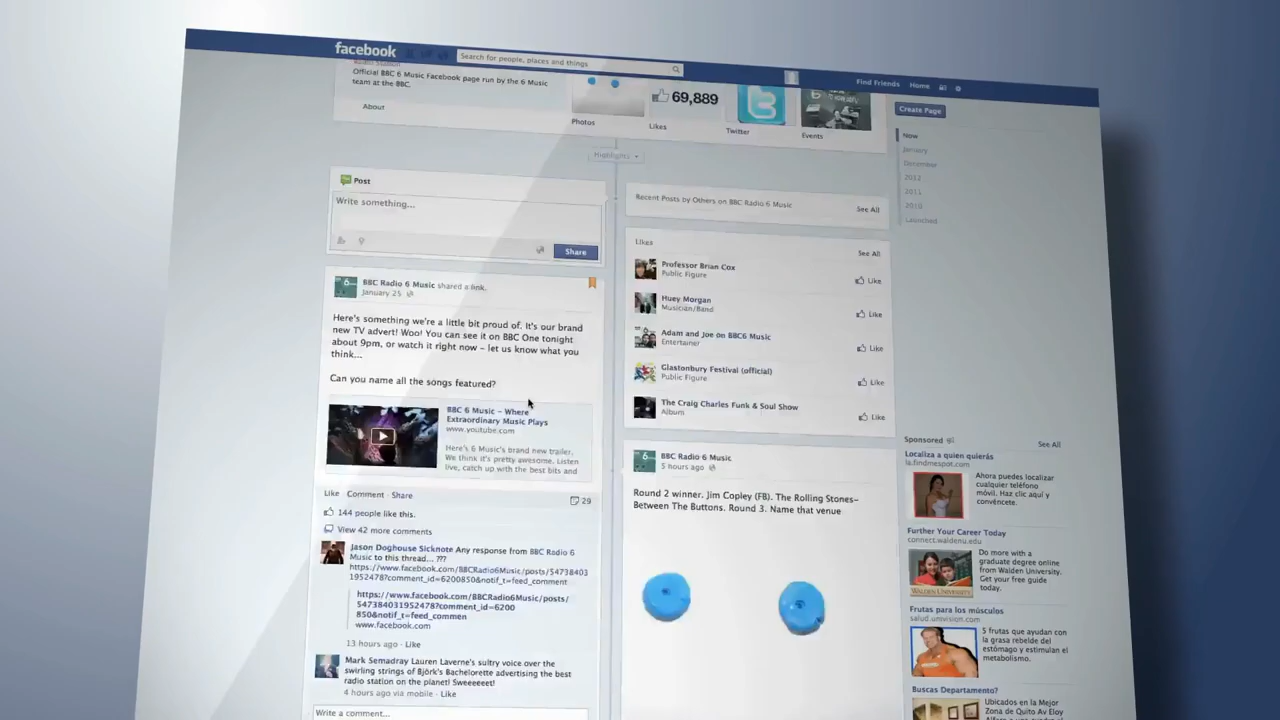 facebook
Search for people, places and things
Find Friends
Home
Official BBC 6 Music Facebook page run by the 6 Music
team at the BBC.
About
Photos
69,889
Likes
Twitter
Events
Create Page
Now
January
December
2012
2011
2010
Launched
Highlights
Post
Write something...
Share
BBC Radio 6 Music shared a link.
January 25
Here's something we're a little bit proud of. It's our brand
new TV advert! Woo! You can see it on BBC One tonight
about 9pm, or watch it right now – let us know what you
think...
Can you name all the songs featured?
BBC 6 Music – Where
Extraordinary Music Plays
www.youtube.com
Here's 6 Music's brand new trailer.
We think it's pretty awesome. Listen
live, catch up with the best bits and
Like · Comment · Share
29
144 people like this.
View 42 more comments
Jason Doghouse Sicknote Any response from BBC Radio 6
Music to this thread... ???
https://www.facebook.com/BBCRadio6Music/posts/54738403
1952478?comment_id=6200850&notif_t=feed_comment
https://www.facebook.com/BBCRadio6Music/posts/
547384031952478?comment_id=6200
850&notif_t=feed_commen
www.facebook.com
13 hours ago · Like
Mark Semadray Lauren Laverne's sultry voice over the
swirling strings of Björk's Bachelorette advertising the best
radio station on the planet! Sweeeeeet!
4 hours ago via mobile · Like
Write a comment...
Recent Posts by Others on BBC Radio 6 Music
See All
Likes
See All
Professor Brian Cox
Public Figure
Like
Huey Morgan
Musician/Band
Like
Adam and Joe on BBC6 Music
Entertainer
Like
Glastonbury Festival (official)
Public Figure
Like
The Craig Charles Funk & Soul Show
Album
Like
BBC Radio 6 Music
5 hours ago
Round 2 winner. Jim Copley (FB). The Rolling Stones–
Between The Buttons. Round 3. Name that venue
Sponsored
See All
Localiza a quien quierás
la.findmespot.com
Ahora puedes localizar
cualquier teléfono
móvil. Haz clic aquí y
convéncete.
Further Your Career Today
connect.waldenu.edu
Do more with a
graduate degree online
from Walden University.
Get your free guide
today.
WALDEN UNIVERSITY
Frutas para los músculos
salud.univision.com
5 frutas que ayudan con
la grasa rebelde del
estómago y estimulan el
metabolismo.
Buscas Departamento?
Ubicados en la Mejor
Zona de Quito Av Eloy